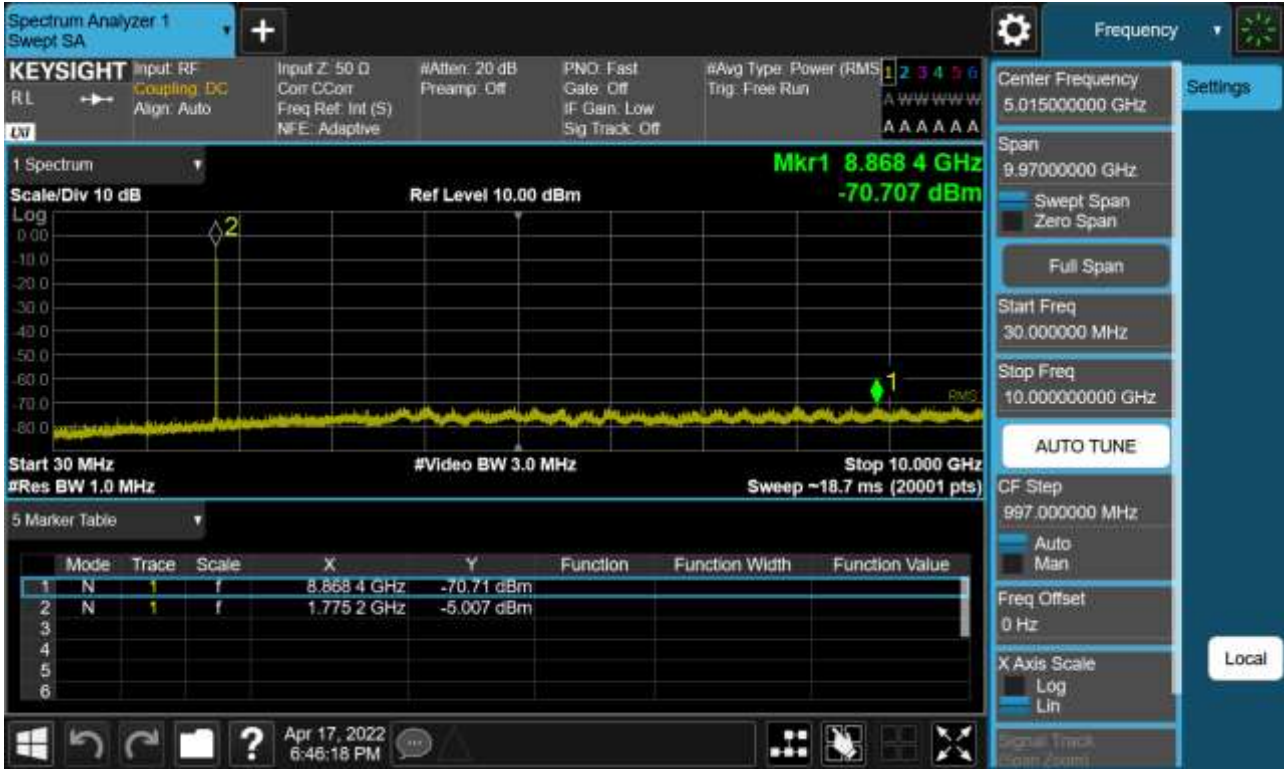 Spectrum Analyzer 1
Swept SA
+
Frequency
KEYSIGHT
RL
LXI
Input: RF
Coupling: DC
Align: Auto
Input Z: 50 Ω
Corr CCorr
Freq Ref: Int (S)
NFE: Adaptive
#Atten: 20 dB
Preamp: Off
PNO: Fast
Gate: Off
IF Gain: Low
Sig Track: Off
#Avg Type: Power (RMS
Trig: Free Run
1 2 3 4 5 6
A W W W W W
A A A A A A
1 Spectrum
Mkr1 8.868 4 GHz
Scale/Div 10 dB
Ref Level 10.00 dBm
-70.707 dBm
Log
0.00
-10.0
-20.0
-30.0
-40.0
-50.0
-60.0
-70.0
-80.0
2
1
RMS
Start 30 MHz
#Video BW 3.0 MHz
Stop 10.000 GHz
#Res BW 1.0 MHz
Sweep ~18.7 ms (20001 pts)
5 Marker Table
Mode Trace Scale X Y Function Function Width Function Value
1 N 1 f 8.868 4 GHz -70.71 dBm
2 N 1 f 1.775 2 GHz -5.007 dBm
3
4
5
6
?
Apr 17, 2022
6:46:18 PM
Center Frequency
5.015000000 GHz
Span
9.97000000 GHz
Swept Span
Zero Span
Full Span
Start Freq
30.000000 MHz
Stop Freq
10.000000000 GHz
AUTO TUNE
CF Step
997.000000 MHz
Auto
Man
Freq Offset
0 Hz
X Axis Scale
Log
Lin
Signal Track
(Span Zoom)
Settings
Local